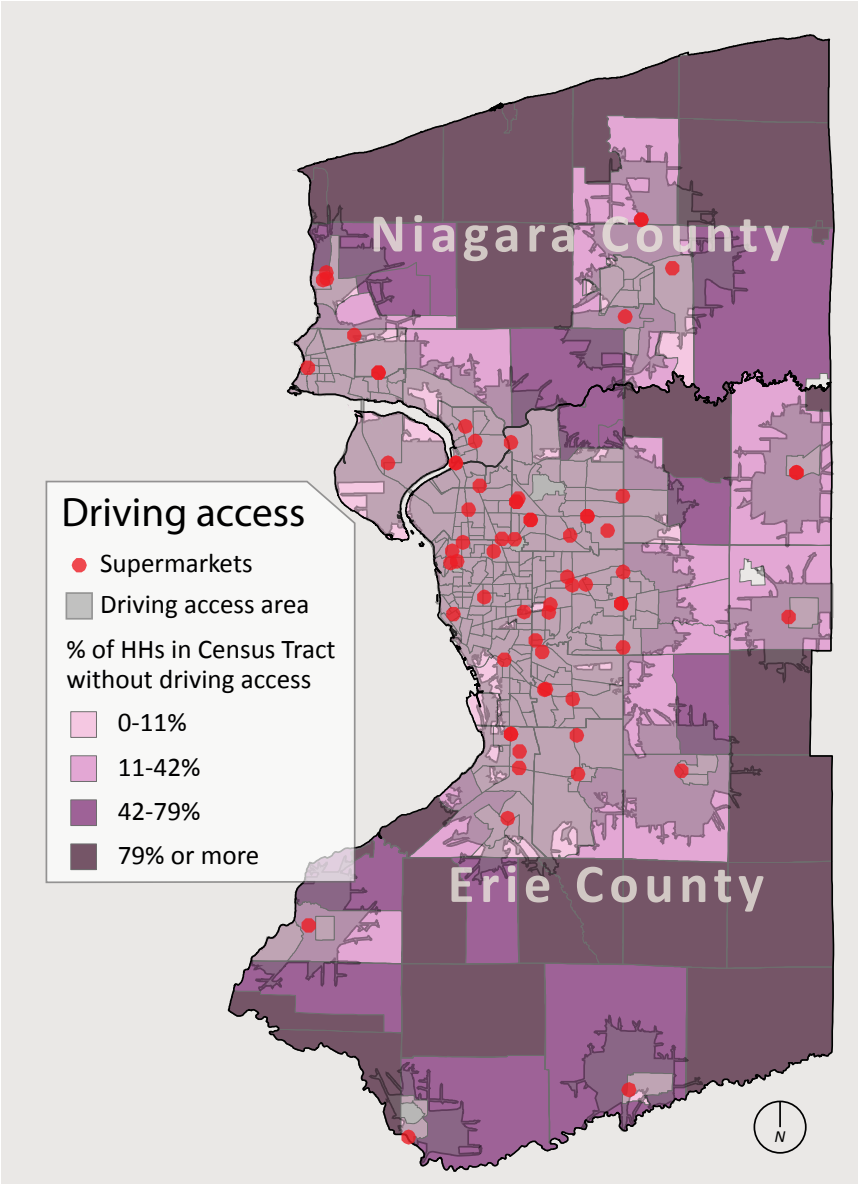 Niagara County
Driving access
Supermarkets
Driving access area
% of HHs in Census Tract
without driving access
0-11%
11-42%
42-79%
79% or more
Erie County
N